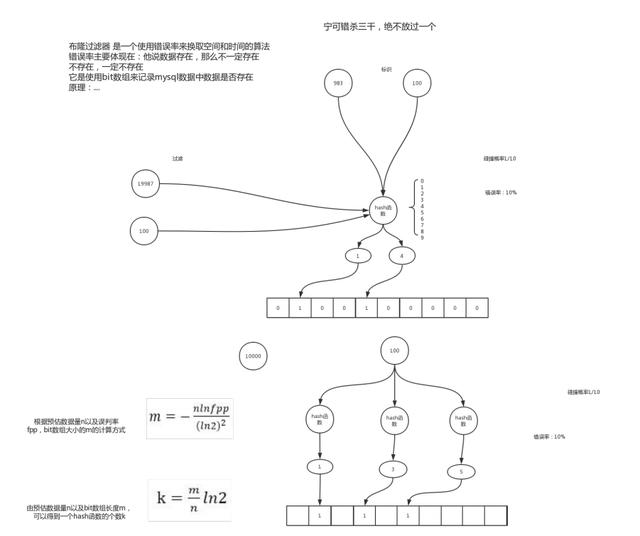 宁可错杀三千，绝不放过一个
布隆过滤器 是一个使用错误率来换取空间和时间的算法
错误率主要体现在：他说数据存在，那么不一定存在
不存在，一定不存在
它是使用bit数组来记录mysql数据中数据是否存在
原理：...
标识
983
100
过滤
碰撞概率1/10
19987
0
1
2
3
4
5
6
7
8
9
错误率：10%
hash函
数
100
1
4
0 1 0 0 1 0 0 0 0 0
10000
100
碰撞概率1/10
根据预估数据量n以及误判率
fpp，bit数组大小的m的计算方式
m = − nlnfpp / (ln2)²
hash函
数
hash函
数
hash函
数
错误率：10%
1
3
5
由预估数据量n以及bit数组长度m，
可以得到一个hash函数的个数k
k = m/n ln2
1 1 1